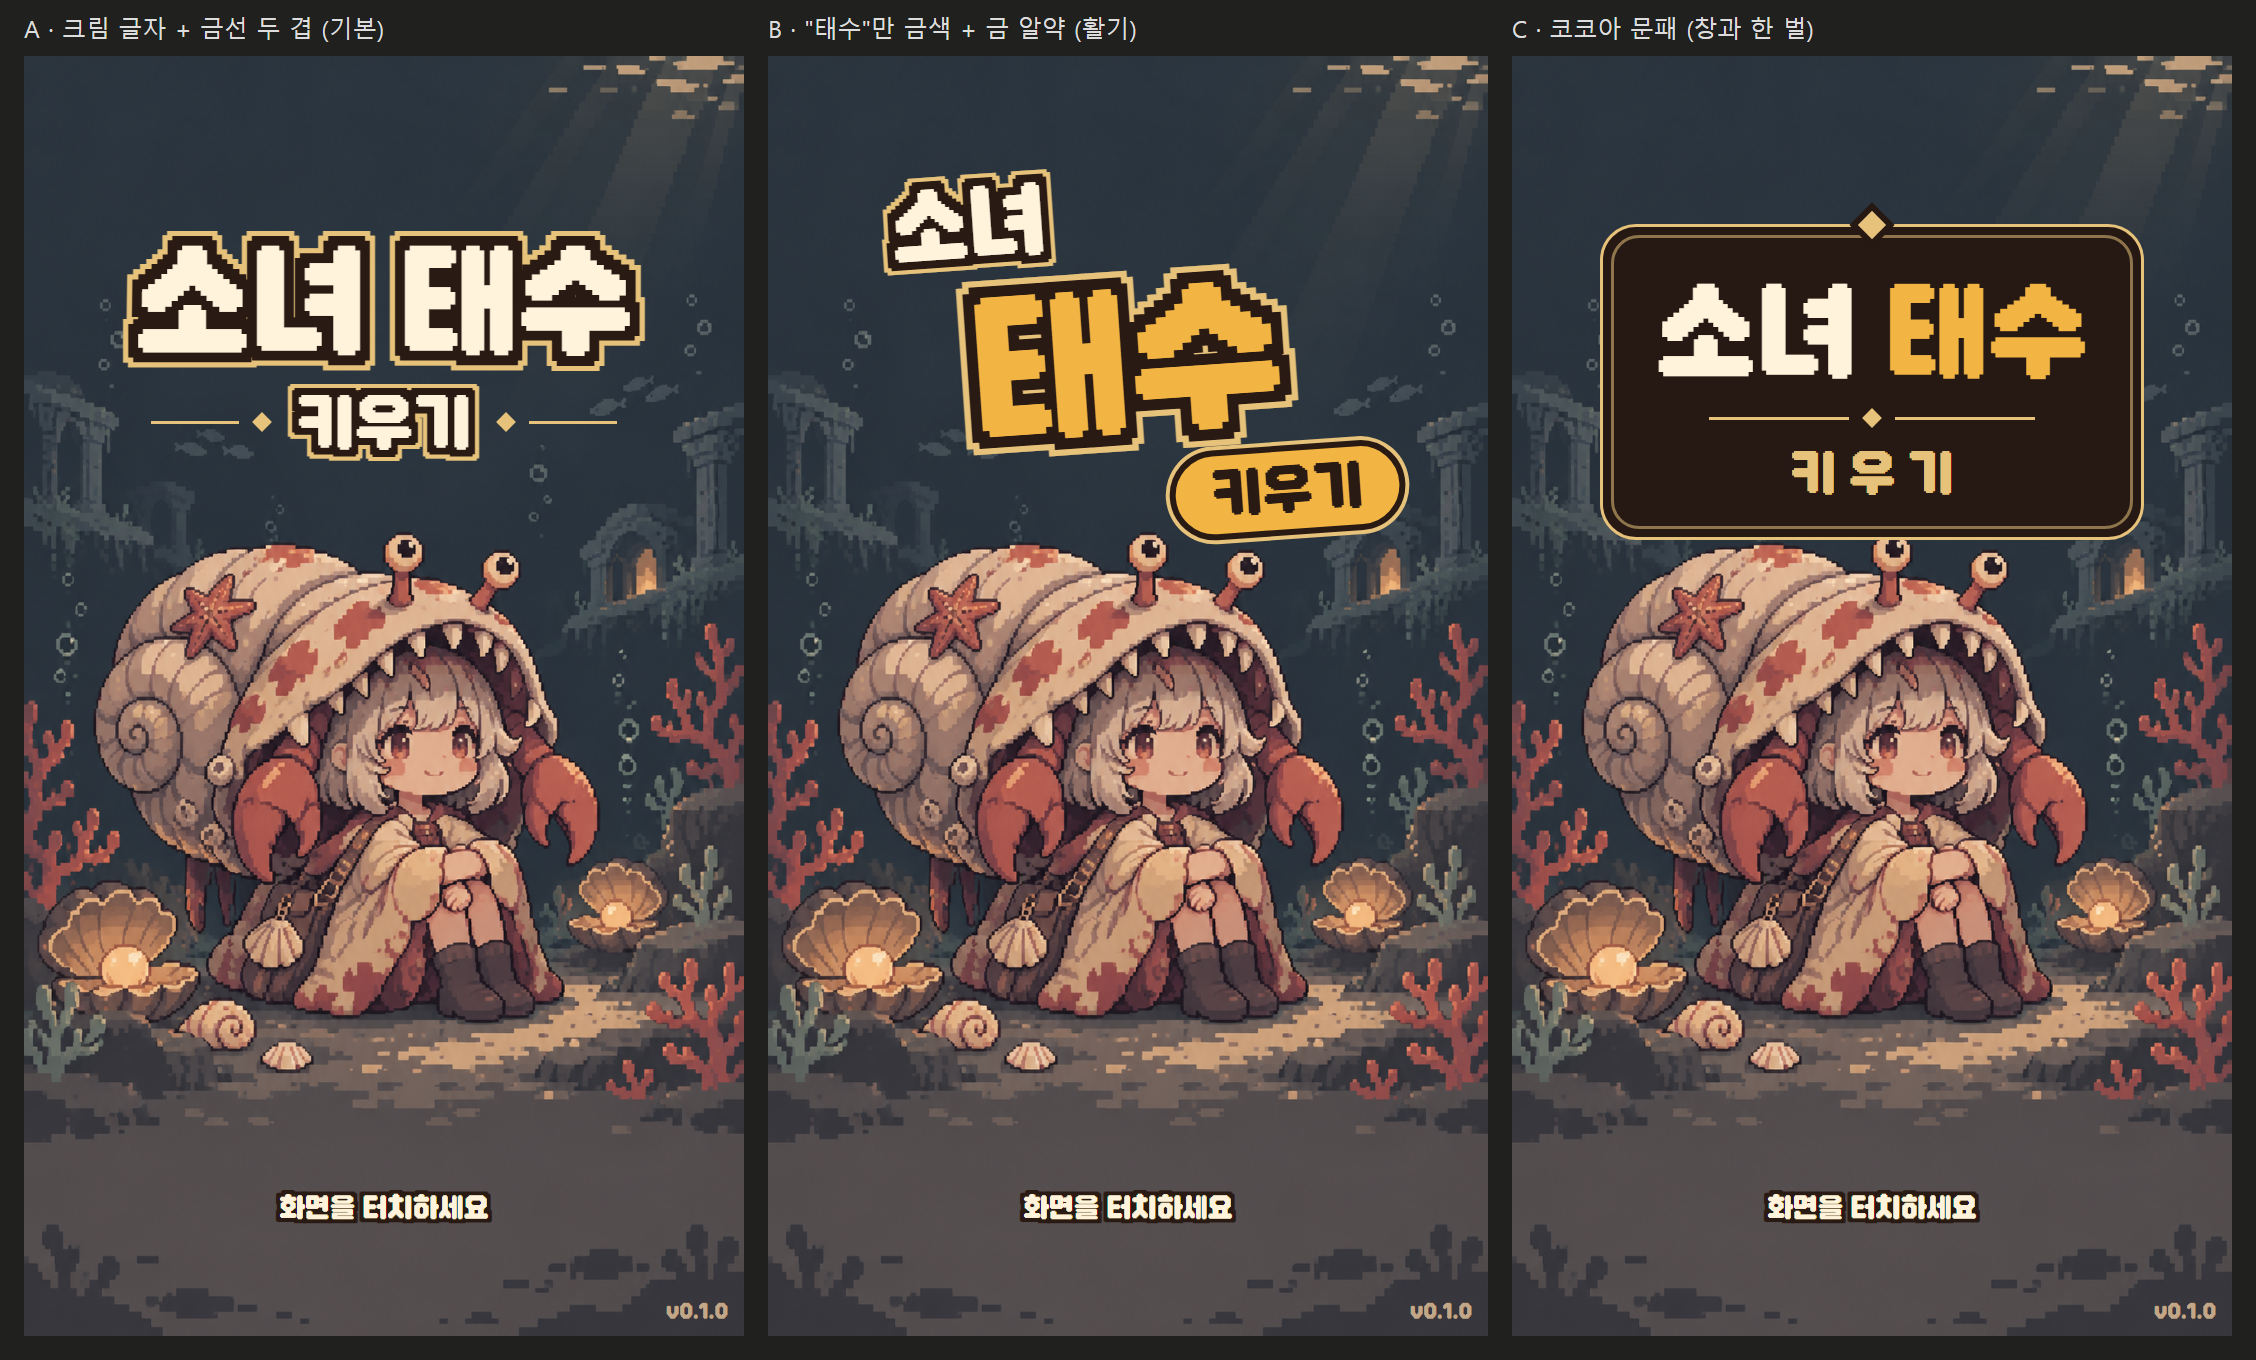 A · 크림 글자 + 금선 두 겹 (기본)
소녀 태수
키우기
화면을 터치하세요
v0.1.0
B · "태수"만 금색 + 금 알약 (활기)
소녀
태수
키우기
화면을 터치하세요
v0.1.0
C · 코코아 문패 (창과 한 벌)
소녀 태수
키우기
화면을 터치하세요
v0.1.0